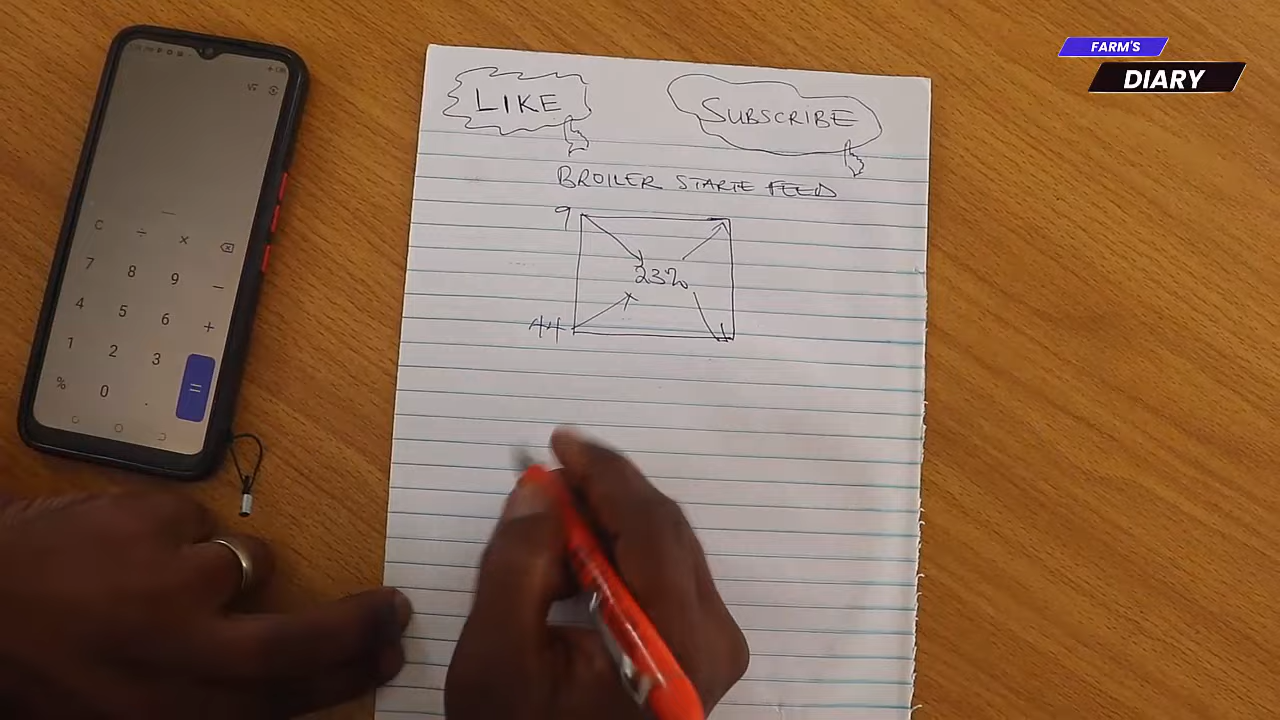 FARM'S
DIARY
LIKE
SUBSCRIBE
BROILER STARTE FEED
9
23%
44
C ÷ ×
7 8 9 −
4 5 6 +
1 2 3 =
% 0 .